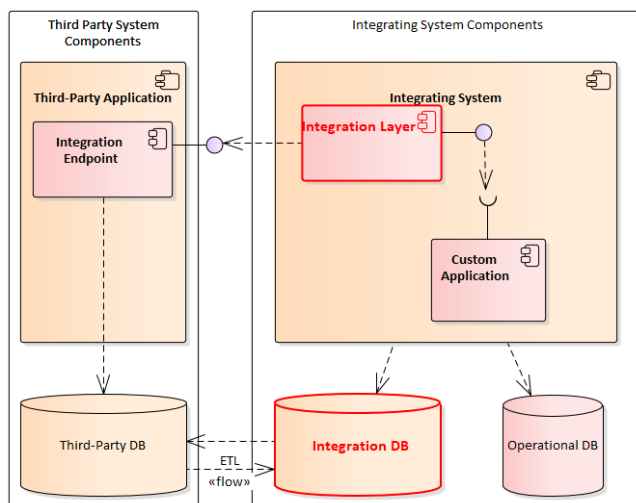 Third Party System
Components
Integrating System Components
Third-Party Application
Integrating System
Integration
Endpoint
Integration Layer
Custom
Application
Third-Party DB
ETL
«flow»
Integration DB
Operational DB